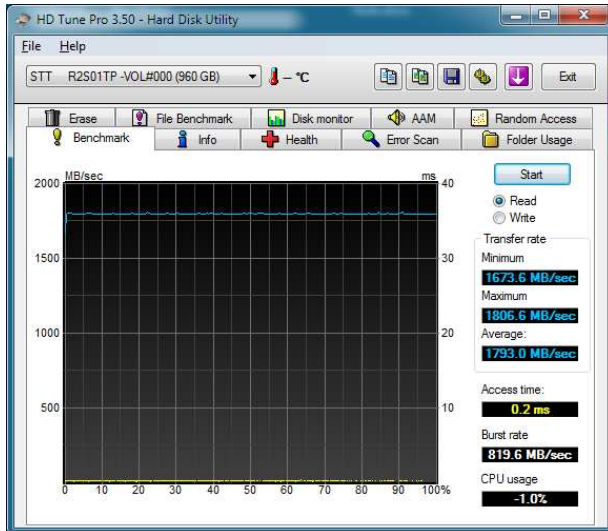 HD Tune Pro 3.50 - Hard Disk Utility
File Help
STT R2S01TP -VOL#000 (960 GB) – °C Exit
Erase File Benchmark Disk monitor AAM Random Access
Benchmark Info Health Error Scan Folder Usage
MB/sec ms
2000 40
1500 30
1000 20
500 10
0 10 20 30 40 50 60 70 80 90 100%
Start
Read
Write
Transfer rate
Minimum
1673.6 MB/sec
Maximum
1806.6 MB/sec
Average:
1793.0 MB/sec
Access time:
0.2 ms
Burst rate
819.6 MB/sec
CPU usage
-1.0%